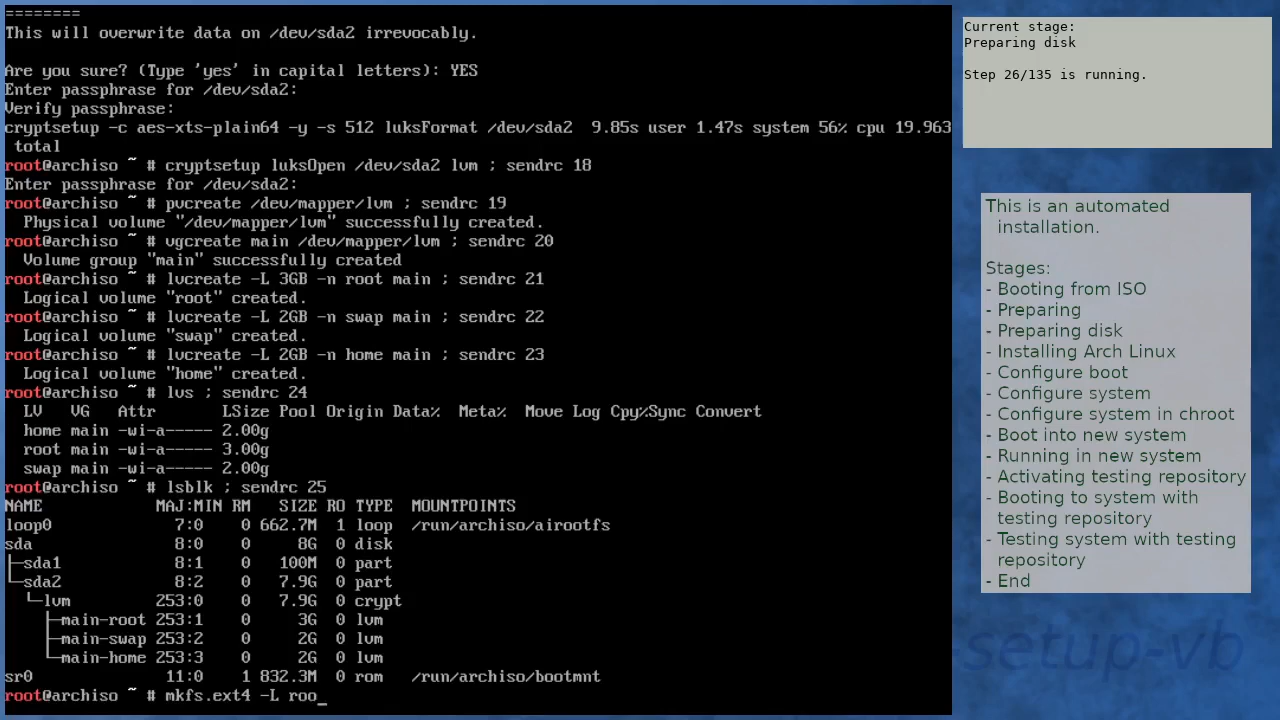 ========
This will overwrite data on /dev/sda2 irrevocably.
Are you sure? (Type 'yes' in capital letters): YES
Enter passphrase for /dev/sda2:
Verify passphrase:
cryptsetup -c aes-xts-plain64 -y -s 512 luksFormat /dev/sda2  9.85s user 1.47s system 56% cpu 19.963
 total
root@archiso ~ # cryptsetup luksOpen /dev/sda2 lvm ; sendrc 18
Enter passphrase for /dev/sda2:
root@archiso ~ # pvcreate /dev/mapper/lvm ; sendrc 19
  Physical volume "/dev/mapper/lvm" successfully created.
root@archiso ~ # vgcreate main /dev/mapper/lvm ; sendrc 20
  Volume group "main" successfully created
root@archiso ~ # lvcreate -L 3GB -n root main ; sendrc 21
  Logical volume "root" created.
root@archiso ~ # lvcreate -L 2GB -n swap main ; sendrc 22
  Logical volume "swap" created.
root@archiso ~ # lvcreate -L 2GB -n home main ; sendrc 23
  Logical volume "home" created.
root@archiso ~ # lvs ; sendrc 24
  LV   VG   Attr       LSize Pool Origin Data%  Meta%  Move Log Cpy%Sync Convert
  home main -wi-a----- 2.00g
  root main -wi-a----- 3.00g
  swap main -wi-a----- 2.00g
root@archiso ~ # lsblk ; sendrc 25
NAME            MAJ:MIN RM   SIZE RO TYPE  MOUNTPOINTS
loop0             7:0    0 662.7M  1 loop  /run/archiso/airootfs
sda               8:0    0     8G  0 disk
├─sda1            8:1    0   100M  0 part
└─sda2            8:2    0   7.9G  0 part
  └─lvm         253:0    0   7.9G  0 crypt
    ├─main-root 253:1    0     3G  0 lvm
    ├─main-swap 253:2    0     2G  0 lvm
    └─main-home 253:3    0     2G  0 lvm
sr0              11:0    1 832.3M  0 rom   /run/archiso/bootmnt
root@archiso ~ # mkfs.ext4 -L roo_
Current stage:
Preparing disk
Step 26/135 is running.
This is an automated
installation.
Stages:
- Booting from ISO
- Preparing
- Preparing disk
- Installing Arch Linux
- Configure boot
- Configure system
- Configure system in chroot
- Boot into new system
- Running in new system
- Activating testing repository
- Booting to system with
testing repository
- Testing system with testing
repository
- End
-setup-vb